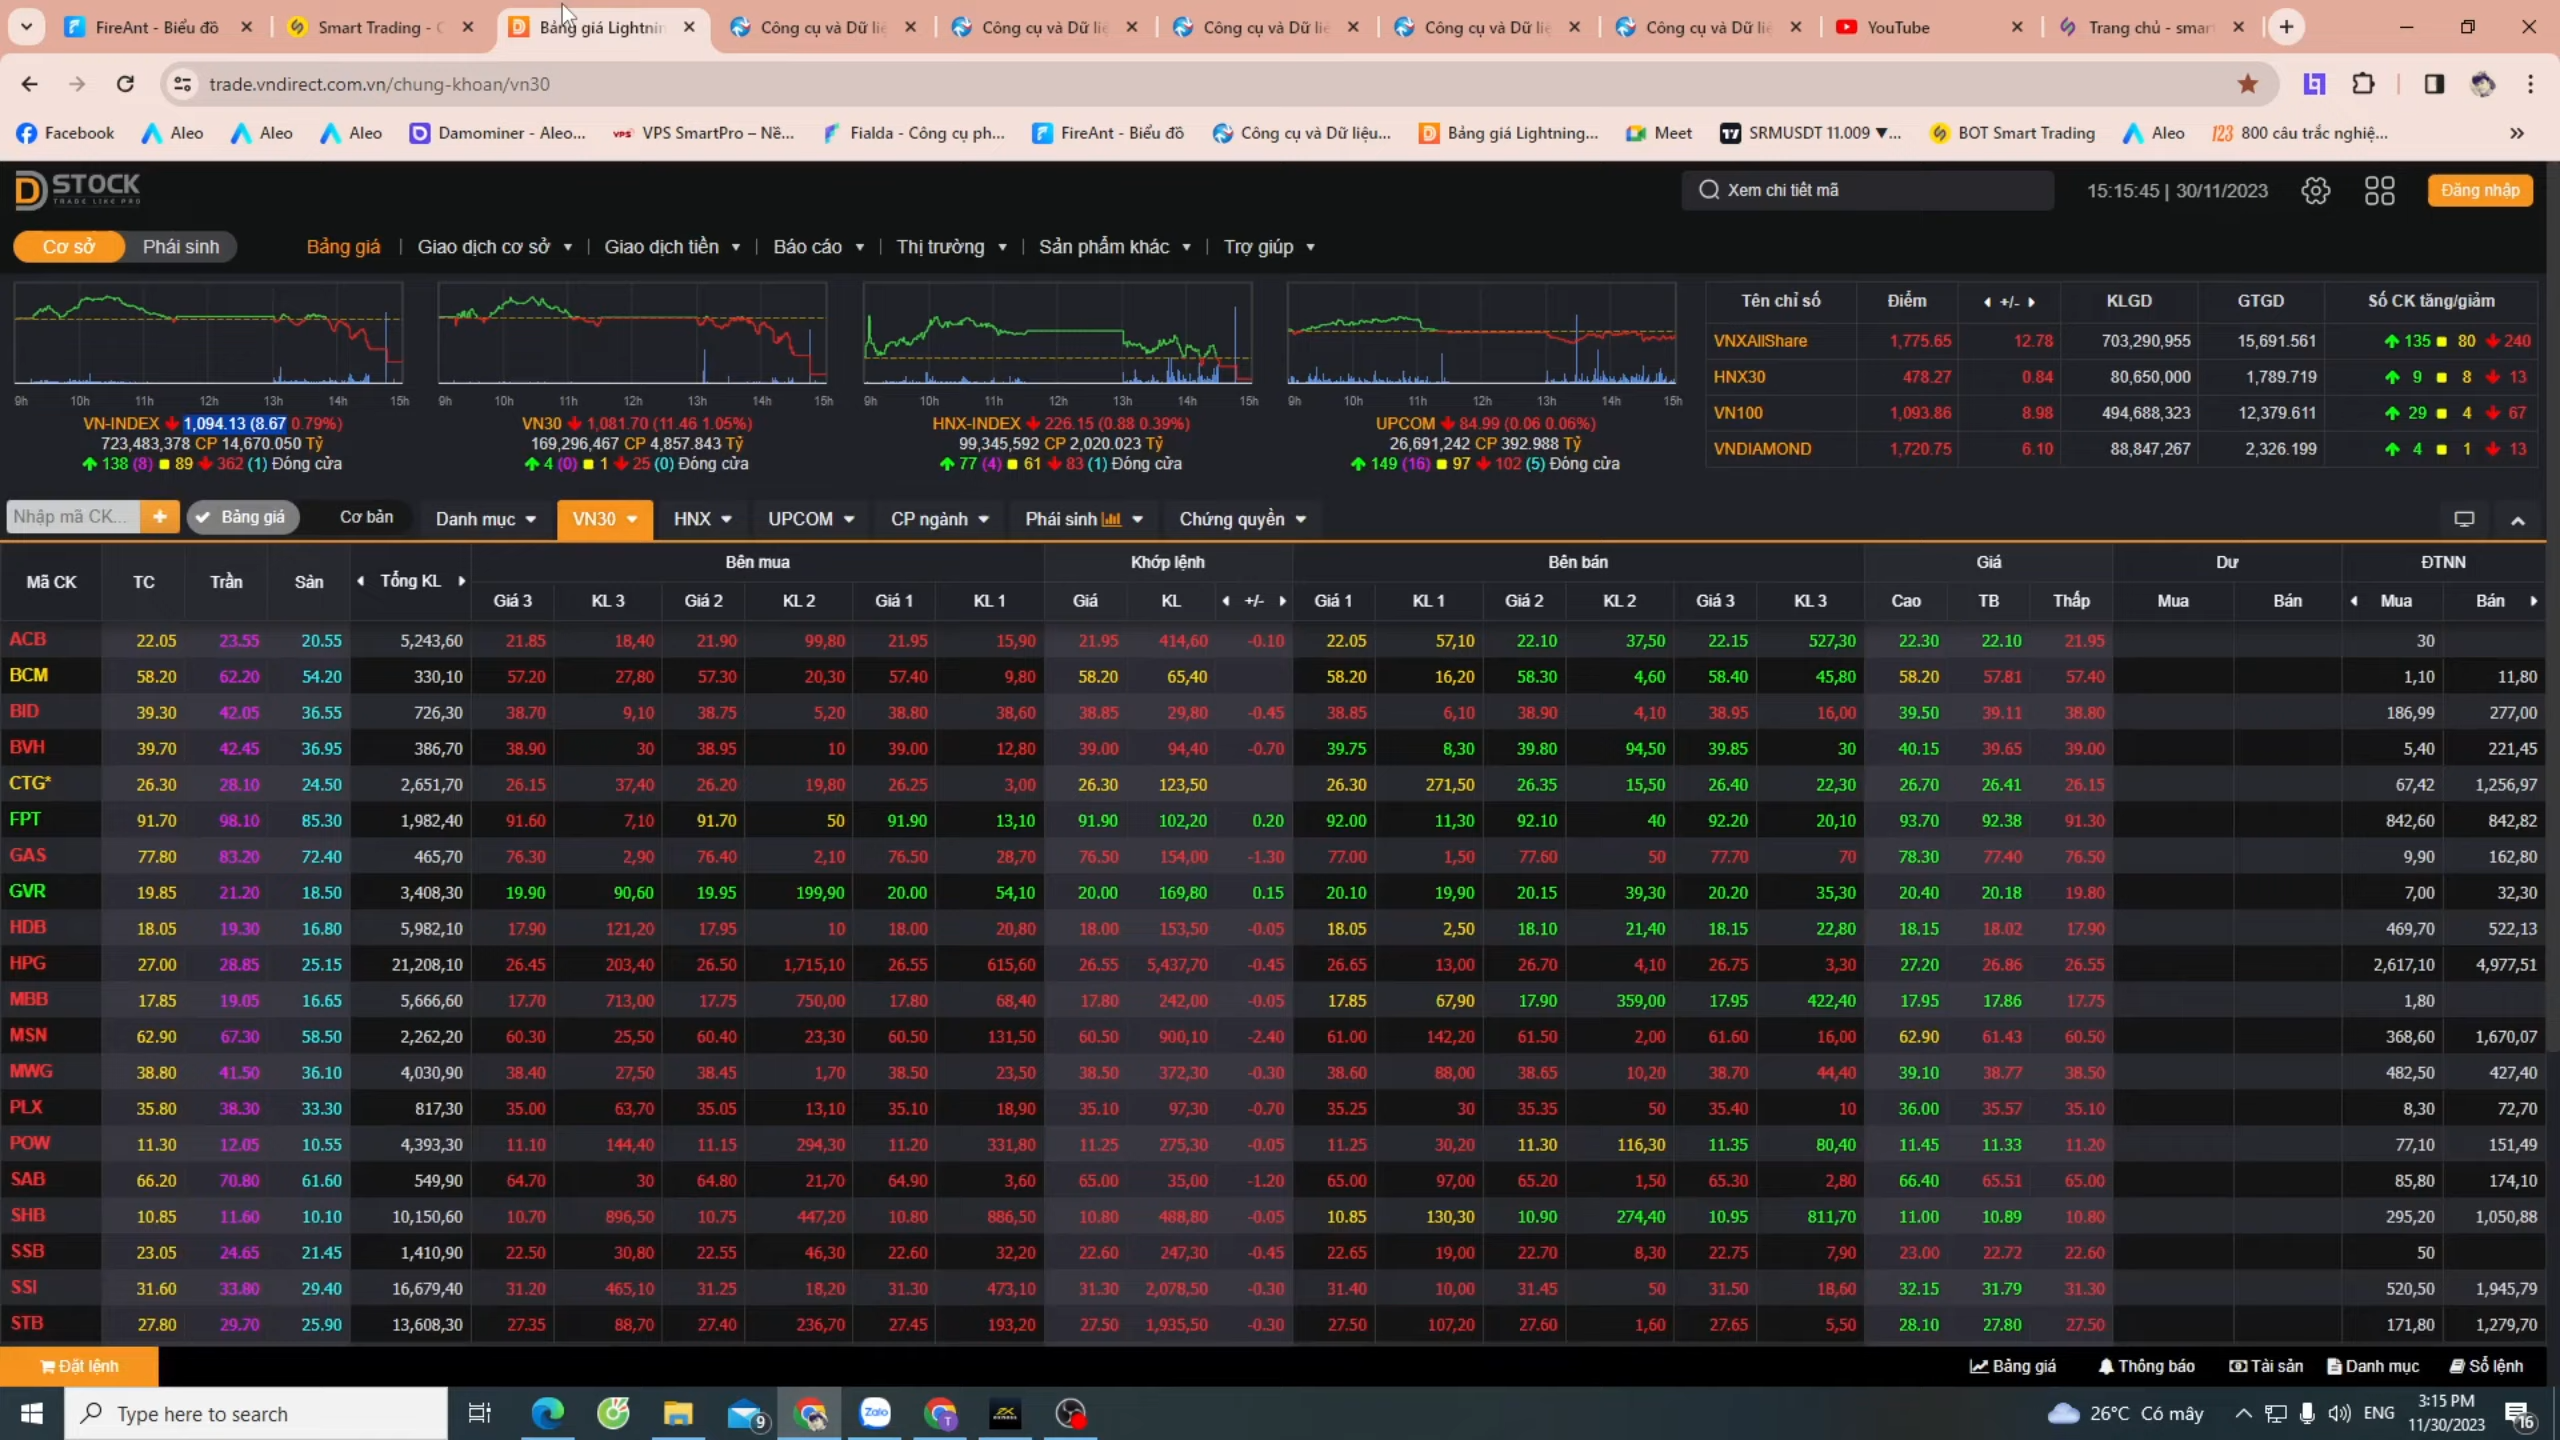 FireAnt - Biểu đồ
Smart Trading - C
Bảng giá Lightnin
Công cụ và Dữ liệ
Công cụ và Dữ liệ
Công cụ và Dữ liệ
Công cụ và Dữ liệ
Công cụ và Dữ liệ
YouTube
Trang chủ - smar
trade.vndirect.com.vn/chung-khoan/vn30
Facebook Aleo Aleo Aleo Damominer - Aleo... VPS SmartPro – Nề... Fialda - Công cụ ph... FireAnt - Biểu đồ Công cụ và Dữ liệu... Bảng giá Lightning... Meet SRMUSDT 11.009 ▼... BOT Smart Trading Aleo 123 800 câu trắc nghiệ... »
D STOCK
TRADE LIKE PRO
Xem chi tiết mã
15:15:45 | 30/11/2023
Đăng nhập
Cơ sở Phái sinh Bảng giá | Giao dịch cơ sở | Giao dịch tiền | Báo cáo | Thị trường | Sản phẩm khác | Trợ giúp
9h 10h 11h 12h 13h 14h 15h
9h 10h 11h 12h 13h 14h 15h
9h 10h 11h 12h 13h 14h 15h
9h 10h 11h 12h 13h 14h 15h
VN-INDEX 1,094.13 (8.67 0.79%)
723,483,378 CP 14,670.050 Tỷ
138 (8) 89 362 (1) Đóng cửa
VN30 1,081.70 (11.46 1.05%)
169,296,467 CP 4,857.843 Tỷ
4 (0) 1 25 (0) Đóng cửa
HNX-INDEX 226.15 (0.88 0.39%)
99,345,592 CP 2,020.023 Tỷ
77 (4) 61 83 (1) Đóng cửa
UPCOM 84.99 (0.06 0.06%)
26,691,242 CP 392.988 Tỷ
149 (16) 97 102 (5) Đóng cửa
Tên chỉ số Điểm +/- KLGD GTGD Số CK tăng/giảm
VNXAllShare 1,775.65 12.78 703,290,955 15,691.561 135 80 240
HNX30 478.27 0.84 80,650,000 1,789.719 9 8 13
VN100 1,093.86 8.98 494,688,323 12,379.611 29 4 67
VNDIAMOND 1,720.75 6.10 88,847,267 2,326.199 4 1 13
Nhập mã CK... + Bảng giá Cơ bản Danh mục VN30 HNX UPCOM CP ngành Phái sinh Chứng quyền
Mã CK TC Trần Sàn Tổng KL Bên mua Khớp lệnh Bên bán Giá Dư ĐTNN
Giá 3 KL 3 Giá 2 KL 2 Giá 1 KL 1 Giá KL +/- Giá 1 KL 1 Giá 2 KL 2 Giá 3 KL 3 Cao TB Thấp Mua Bán Mua Bán
ACB 22.05 23.55 20.55 5,243,60 21.85 18,40 21.90 99,80 21.95 15,90 21.95 414,60 -0.10 22.05 57,10 22.10 37,50 22.15 527,30 22.30 22.10 21.95 30
BCM 58.20 62.20 54.20 330,10 57.20 27,80 57.30 20,30 57.40 9,80 58.20 65,40 58.20 16,20 58.30 4,60 58.40 45,80 58.20 57.81 57.40 1,10 11,80
BID 39.30 42.05 36.55 726,30 38.70 9,10 38.75 5,20 38.80 38,60 38.85 29,80 -0.45 38.85 6,10 38.90 4,10 38.95 16,00 39.50 39.11 38.80 186,99 277,00
BVH 39.70 42.45 36.95 386,70 38.90 30 38.95 10 39.00 12,80 39.00 94,40 -0.70 39.75 8,30 39.80 94,50 39.85 30 40.15 39.65 39.00 5,40 221,45
CTG* 26.30 28.10 24.50 2,651,70 26.15 37,40 26.20 19,80 26.25 3,00 26.30 123,50 26.30 271,50 26.35 15,50 26.40 22,30 26.70 26.41 26.15 67,42 1,256,97
FPT 91.70 98.10 85.30 1,982,40 91.60 7,10 91.70 50 91.90 13,10 91.90 102,20 0.20 92.00 11,30 92.10 40 92.20 20,10 93.70 92.38 91.30 842,60 842,82
GAS 77.80 83.20 72.40 465,70 76.30 2,90 76.40 2,10 76.50 28,70 76.50 154,00 -1.30 77.00 1,50 77.60 50 77.70 70 78.30 77.40 76.50 9,90 162,80
GVR 19.85 21.20 18.50 3,408,30 19.90 90,60 19.95 199,90 20.00 54,10 20.00 169,80 0.15 20.10 19,90 20.15 39,30 20.20 35,30 20.40 20.18 19.80 7,00 32,30
HDB 18.05 19.30 16.80 5,982,10 17.90 121,20 17.95 10 18.00 20,80 18.00 153,50 -0.05 18.05 2,50 18.10 21,40 18.15 22,80 18.15 18.02 17.90 469,70 522,13
HPG 27.00 28.85 25.15 21,208,10 26.45 203,40 26.50 1,715,10 26.55 615,60 26.55 5,437,70 -0.45 26.65 13,00 26.70 4,10 26.75 3,30 27.20 26.86 26.55 2,617,10 4,977,51
MBB 17.85 19.05 16.65 5,666,60 17.70 713,00 17.75 750,00 17.80 68,40 17.80 242,00 -0.05 17.85 67,90 17.90 359,00 17.95 422,40 17.95 17.86 17.75 1,80
MSN 62.90 67.30 58.50 2,262,20 60.30 25,50 60.40 23,30 60.50 131,50 60.50 900,10 -2.40 61.00 142,20 61.50 2,00 61.60 16,00 62.90 61.43 60.50 368,60 1,670,07
MWG 38.80 41.50 36.10 4,030,90 38.40 27,50 38.45 1,70 38.50 23,50 38.50 372,30 -0.30 38.60 88,00 38.65 10,20 38.70 44,40 39.10 38.77 38.50 482,50 427,40
PLX 35.80 38.30 33.30 817,30 35.00 63,70 35.05 13,10 35.10 18,90 35.10 97,30 -0.70 35.25 30 35.35 50 35.40 10 36.00 35.57 35.10 8,30 72,70
POW 11.30 12.05 10.55 4,393,30 11.10 144,40 11.15 294,30 11.20 331,80 11.25 275,30 -0.05 11.25 30,20 11.30 116,30 11.35 80,40 11.45 11.33 11.20 77,10 151,49
SAB 66.20 70.80 61.60 549,90 64.70 30 64.80 21,70 64.90 3,60 65.00 35,00 -1.20 65.00 97,00 65.20 1,50 65.30 2,80 66.40 65.51 65.00 85,80 174,10
SHB 10.85 11.60 10.10 10,150,60 10.70 896,50 10.75 447,20 10.80 886,50 10.80 488,80 -0.05 10.85 130,30 10.90 274,40 10.95 811,70 11.00 10.89 10.80 295,20 1,050,88
SSB 23.05 24.65 21.45 1,410,90 22.50 30,80 22.55 46,30 22.60 32,20 22.60 247,30 -0.45 22.65 19,00 22.70 8,30 22.75 7,90 23.00 22.72 22.60 50
SSI 31.60 33.80 29.40 16,679,40 31.20 465,10 31.25 18,20 31.30 473,10 31.30 2,078,50 -0.30 31.40 10,00 31.45 50 31.50 18,60 32.15 31.79 31.30 520,50 1,945,79
STB 27.80 29.70 25.90 13,608,30 27.35 88,70 27.40 236,70 27.45 193,20 27.50 1,935,50 -0.30 27.50 107,20 27.60 1,60 27.65 5,50 28.10 27.80 27.50 171,80 1,279,70
Đặt lệnh Bảng giá Thông báo Tài sản Danh mục Sổ lệnh
Type here to search
9
Zalo
T
26°C Có mây
ENG
3:15 PM
11/30/2023
16